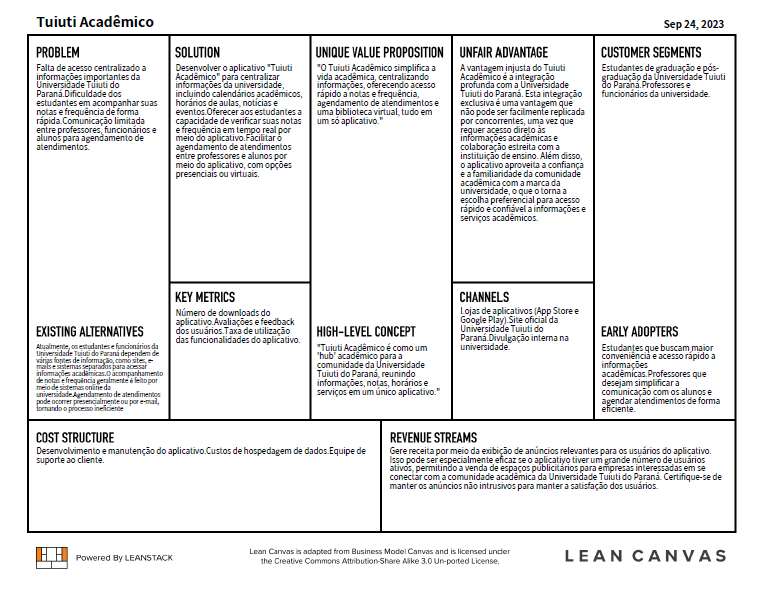 Tuiuti Acadêmico
Sep 24, 2023
PROBLEM
Falta de acesso centralizado a
informações importantes da
Universidade Tuiuti do
Paraná.Dificuldade dos
estudantes em acompanhar suas
notas e frequência de forma
rápida.Comunicação limitada
entre professores, funcionários e
alunos para agendamento de
atendimentos.
EXISTING ALTERNATIVES
Atualmente, os estudantes e funcionários da
Universidade Tuiuti do Paraná dependem de
várias fontes de informação, como sites, e-
mails e sistemas separados para acessar
informações acadêmicas.O acompanhamento
de notas e frequência geralmente é feito por
meio de sistemas online da
universidade.Agendamento de atendimentos
pode ocorrer presencialmente ou por e-mail,
tornando o processo ineficiente
SOLUTION
Desenvolver o aplicativo "Tuiuti
Acadêmico" para centralizar
informações da universidade,
incluindo calendários acadêmicos,
horários de aulas, notícias e
eventos.Oferecer aos estudantes a
capacidade de verificar suas notas
e frequência em tempo real por
meio do aplicativo.Facilitar o
agendamento de atendimentos
entre professores e alunos por
meio do aplicativo, com opções
presenciais ou virtuais.
KEY METRICS
Número de downloads do
aplicativo.Avaliações e feedback
dos usuários.Taxa de utilização
das funcionalidades do aplicativo.
UNIQUE VALUE PROPOSITION
"O Tuiuti Acadêmico simplifica a
vida acadêmica, centralizando
informações, oferecendo acesso
rápido a notas e frequência,
agendamento de atendimentos e
uma biblioteca virtual, tudo em
um só aplicativo."
HIGH-LEVEL CONCEPT
"Tuiuti Acadêmico é como um
'hub' acadêmico para a
comunidade da Universidade
Tuiuti do Paraná, reunindo
informações, notas, horários e
serviços em um único aplicativo."
UNFAIR ADVANTAGE
A vantagem injusta do Tuiuti
Acadêmico é a integração
profunda com a Universidade
Tuiuti do Paraná. Esta integração
exclusiva é uma vantagem que
não pode ser facilmente replicada
por concorrentes, uma vez que
requer acesso direto às
informações acadêmicas e
colaboração estreita com a
instituição de ensino. Além disso,
o aplicativo aproveita a confiança
e a familiaridade da comunidade
acadêmica com a marca da
universidade, o que o torna a
escolha preferencial para acesso
rápido e confiável a informações e
serviços acadêmicos.
CHANNELS
Lojas de aplicativos (App Store e
Google Play).Site oficial da
Universidade Tuiuti do
Paraná.Divulgação interna na
universidade.
CUSTOMER SEGMENTS
Estudantes de graduação e pós-
graduação da Universidade Tuiuti
do Paraná.Professores e
funcionários da universidade.
EARLY ADOPTERS
Estudantes que buscam maior
conveniência e acesso rápido a
informações
acadêmicas.Professores que
desejam simplificar a
comunicação com os alunos e
agendar atendimentos de forma
eficiente.
COST STRUCTURE
Desenvolvimento e manutenção do aplicativo.Custos de hospedagem de dados.Equipe de
suporte ao cliente.
REVENUE STREAMS
Gere receita por meio da exibição de anúncios relevantes para os usuários do aplicativo.
Isso pode ser especialmente eficaz se o aplicativo tiver um grande número de usuários
ativos, permitindo a venda de espaços publicitários para empresas interessadas em se
conectar com a comunidade acadêmica da Universidade Tuiuti do Paraná. Certifique-se de
manter os anúncios não intrusivos para manter a satisfação dos usuários.
Powered By LEANSTACK
Lean Canvas is adapted from Business Model Canvas and is licensed under
the Creative Commons Attribution-Share Alike 3.0 Un-ported License.
LEAN CANVAS